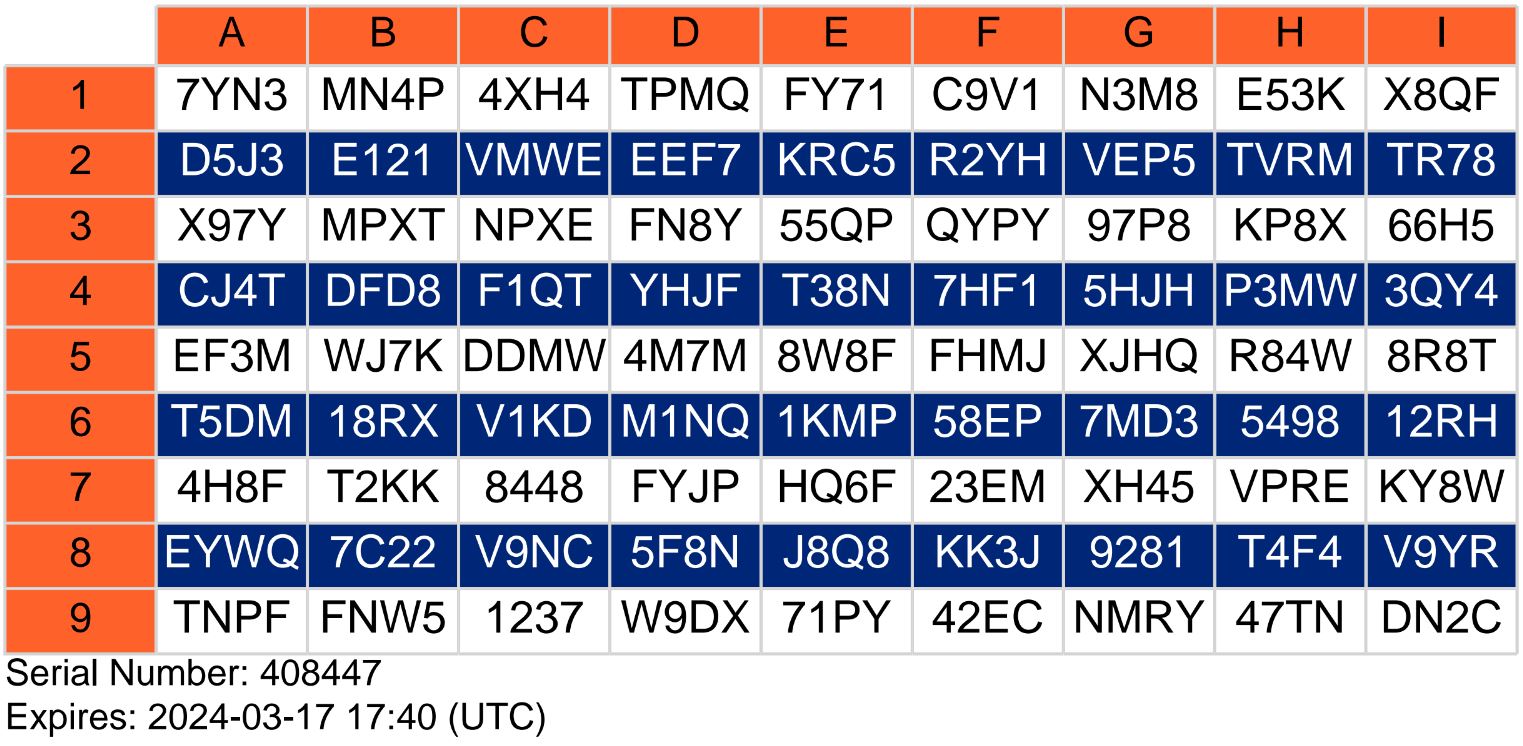 A B C D E F G H I
1 7YN3 MN4P 4XH4 TPMQ FY71 C9V1 N3M8 E53K X8QF
2 D5J3 E121 VMWE EEF7 KRC5 R2YH VEP5 TVRM TR78
3 X97Y MPXT NPXE FN8Y 55QP QYPY 97P8 KP8X 66H5
4 CJ4T DFD8 F1QT YHJF T38N 7HF1 5HJH P3MW 3QY4
5 EF3M WJ7K DDMW 4M7M 8W8F FHMJ XJHQ R84W 8R8T
6 T5DM 18RX V1KD M1NQ 1KMP 58EP 7MD3 5498 12RH
7 4H8F T2KK 8448 FYJP HQ6F 23EM XH45 VPRE KY8W
8 EYWQ 7C22 V9NC 5F8N J8Q8 KK3J 9281 T4F4 V9YR
9 TNPF FNW5 1237 W9DX 71PY 42EC NMRY 47TN DN2C
Serial Number: 408447
Expires: 2024-03-17 17:40 (UTC)